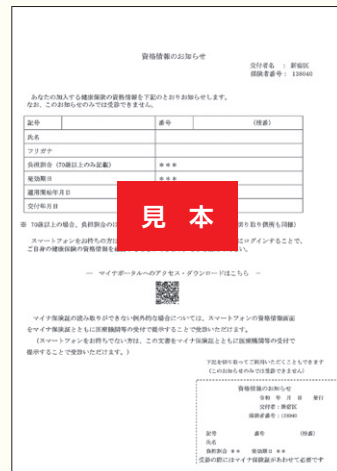 資格情報のお知らせ
交付者名 : 新宿区
保険者番号 : 138040
あなたの加入する健康保険の資格情報を下記のとおりお知らせします。
なお、このお知らせのみでは受診できません。
記号 番号 (枝番)
氏名
フリガナ
負担割合 (70歳以上のみ記載) ***
発効期日 ***
適用開始年月日
交付年月日
見本
※ 70歳以上の場合、負担割合の 切り取り個所も同様)
スマートフォンをお持ちの方は にログインすることで、
ご自身の健康保険の資格情報を
― マイナポータルへのアクセス・ダウンロードはこちら ―
マイナ保険証の読み取りができない例外的な場合については、スマートフォンの資格情報画面
をマイナ保険証とともに医療機関等の受付で提示することで受診いただけます。
(スマートフォンをお持ちでない方は、この文書をマイナ保険証とともに医療機関等の受付で
提示することで受診いただけます。)
下記を切り取ってご利用いただくこともできます
(このお知らせのみでは受診できません)
資格情報のお知らせ
令和 年 月 日 発行
交付者:新宿区
保険者番号:138040
記号 番号 (枝番)
氏名
負担割合 ** 発効期日 **
受診の際にはマイナ保険証があわせて必要です